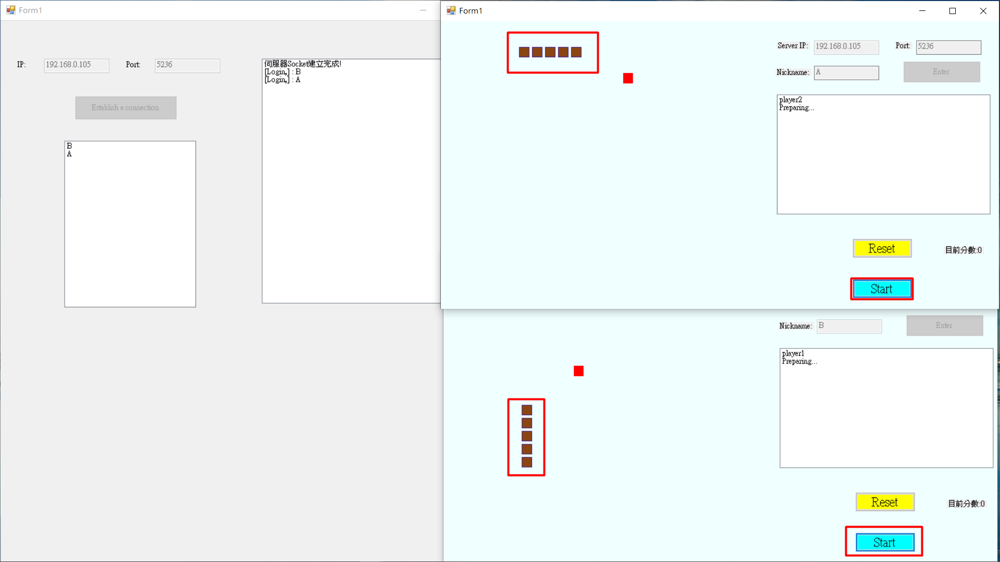 Form1
IP:
192.168.0.105
Port:
5236
Establish a connection
B
A
伺服器Socket建立完成!
[Login,] : B
[Login,] : A
Form1
Server IP:
192.168.0.105
Port:
5236
Nickname:
A
Enter
player2
Preparing...
Reset
目前分數:0
Start
Nickname:
B
Enter
player1
Preparing...
Reset
目前分數:0
Start